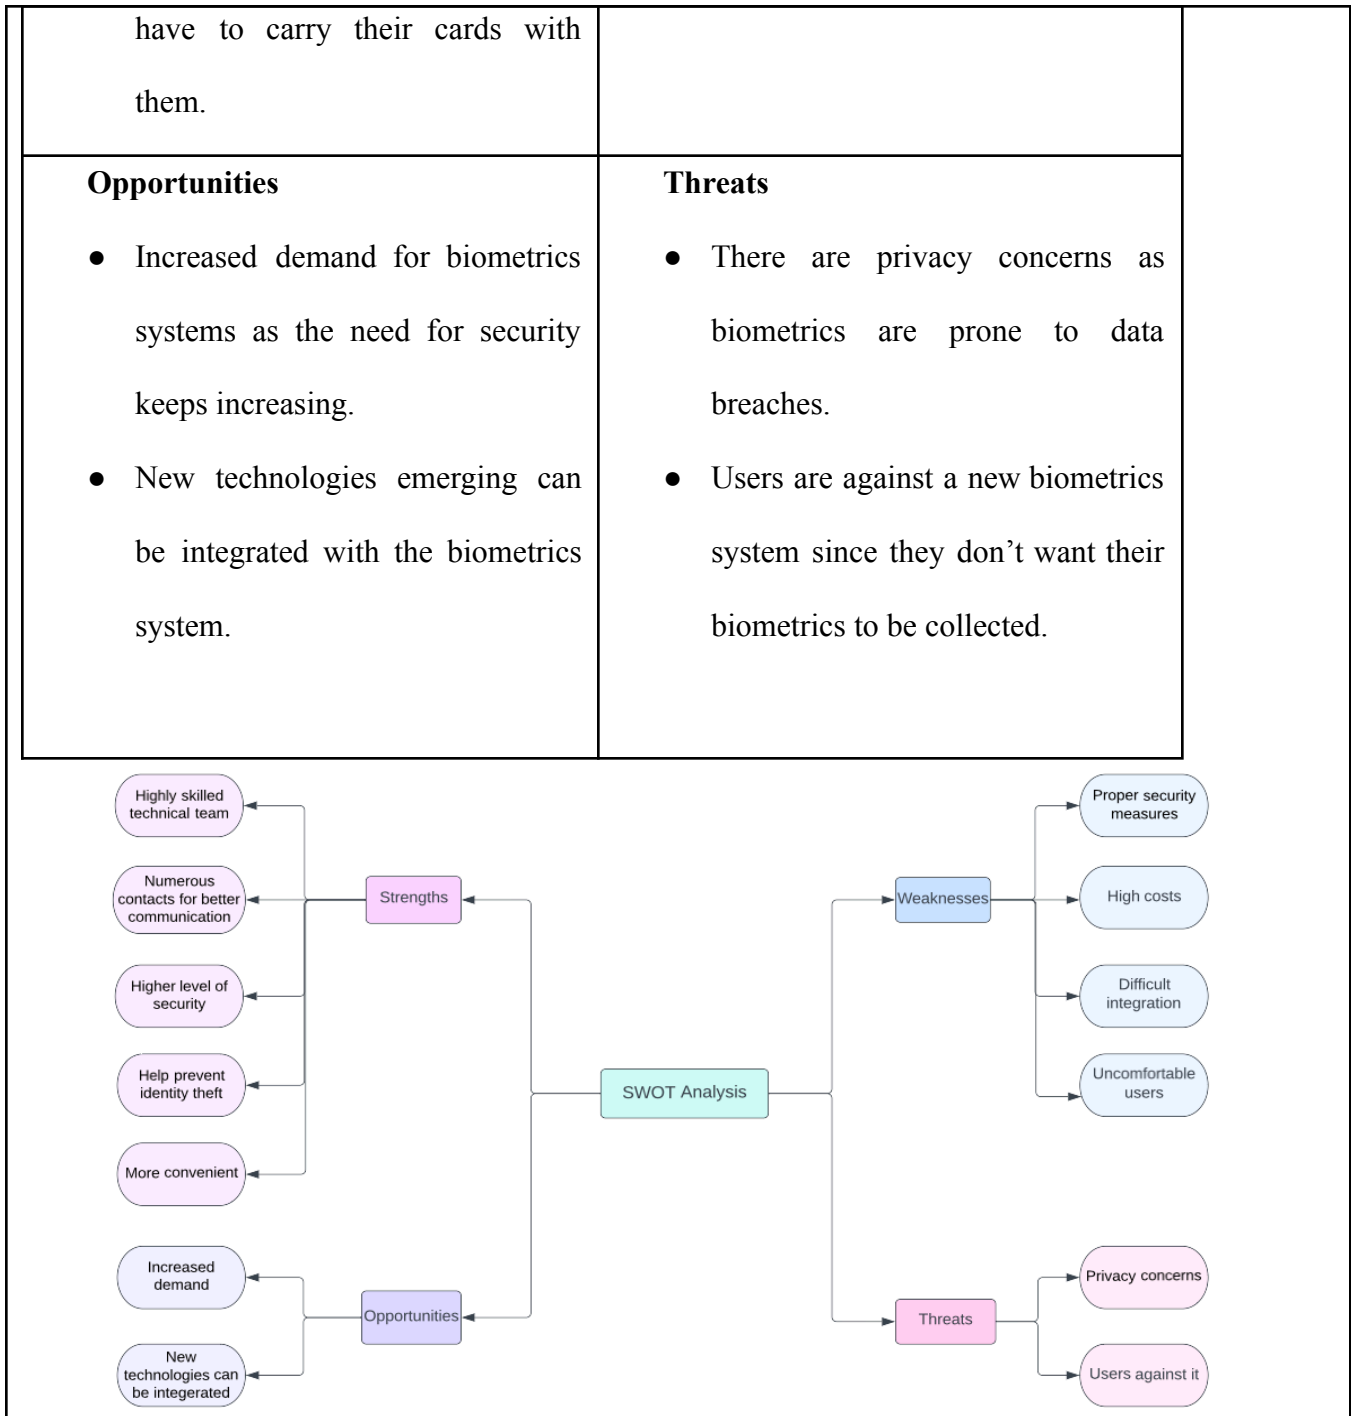 have to carry their cards with
them.
Opportunities
● Increased demand for biometrics
systems as the need for security
keeps increasing.
● New technologies emerging can
be integrated with the biometrics
system.
Threats
● There are privacy concerns as
biometrics are prone to data
breaches.
● Users are against a new biometrics
system since they don’t want their
biometrics to be collected.
Highly skilled
technical team
Numerous
contacts for better
communication
Higher level of
security
Help prevent
identity theft
More convenient
Strengths
Increased
demand
New
technologies can
be integerated
Opportunities
SWOT Analysis
Weaknesses
Proper security
measures
High costs
Difficult
integration
Uncomfortable
users
Threats
Privacy concerns
Users against it